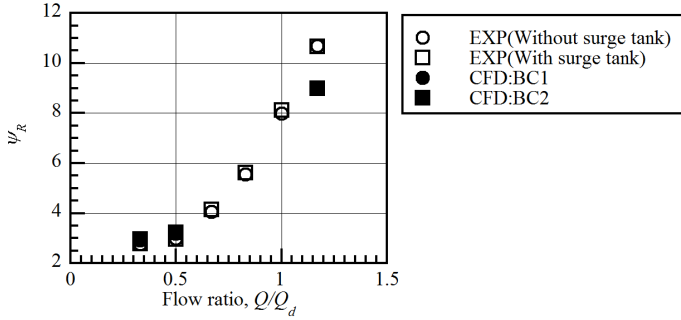 12
10
8
6
4
2
0
0.5
1
1.5
ψR
Flow ratio, Q/Qd
EXP(Without surge tank)
EXP(With surge tank)
CFD:BC1
CFD:BC2